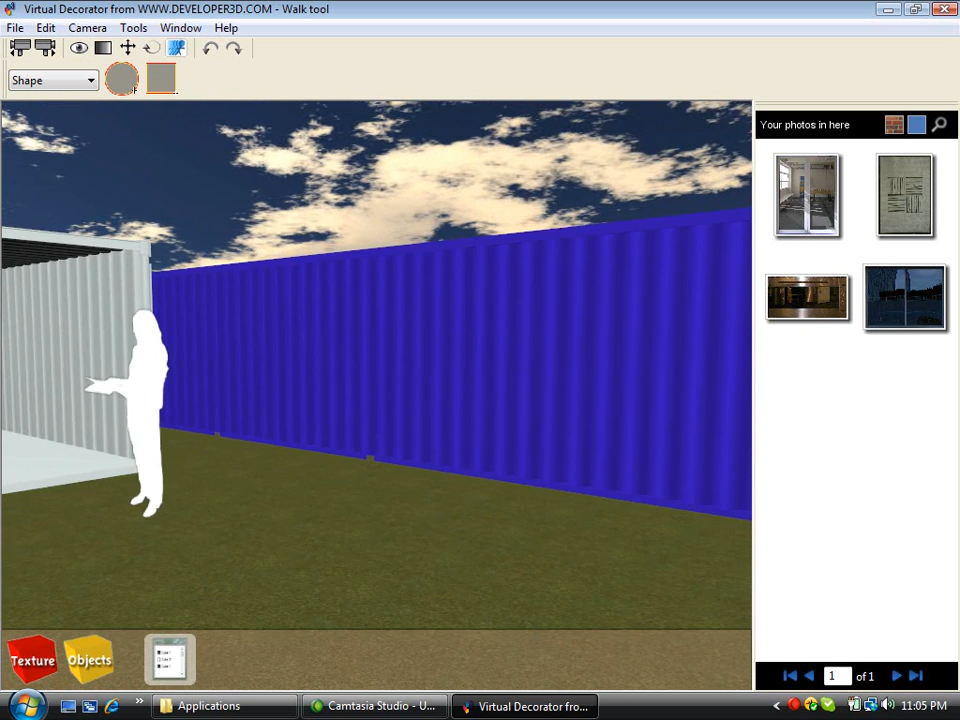 Virtual Decorator from WWW.DEVELOPER3D.COM - Walk tool
File Edit Camera Tools Window Help
Shape
Your photos in here
Texture
Objects
1 of 1
Applications
Camtasia Studio - U...
Virtual Decorator fro...
11:05 PM